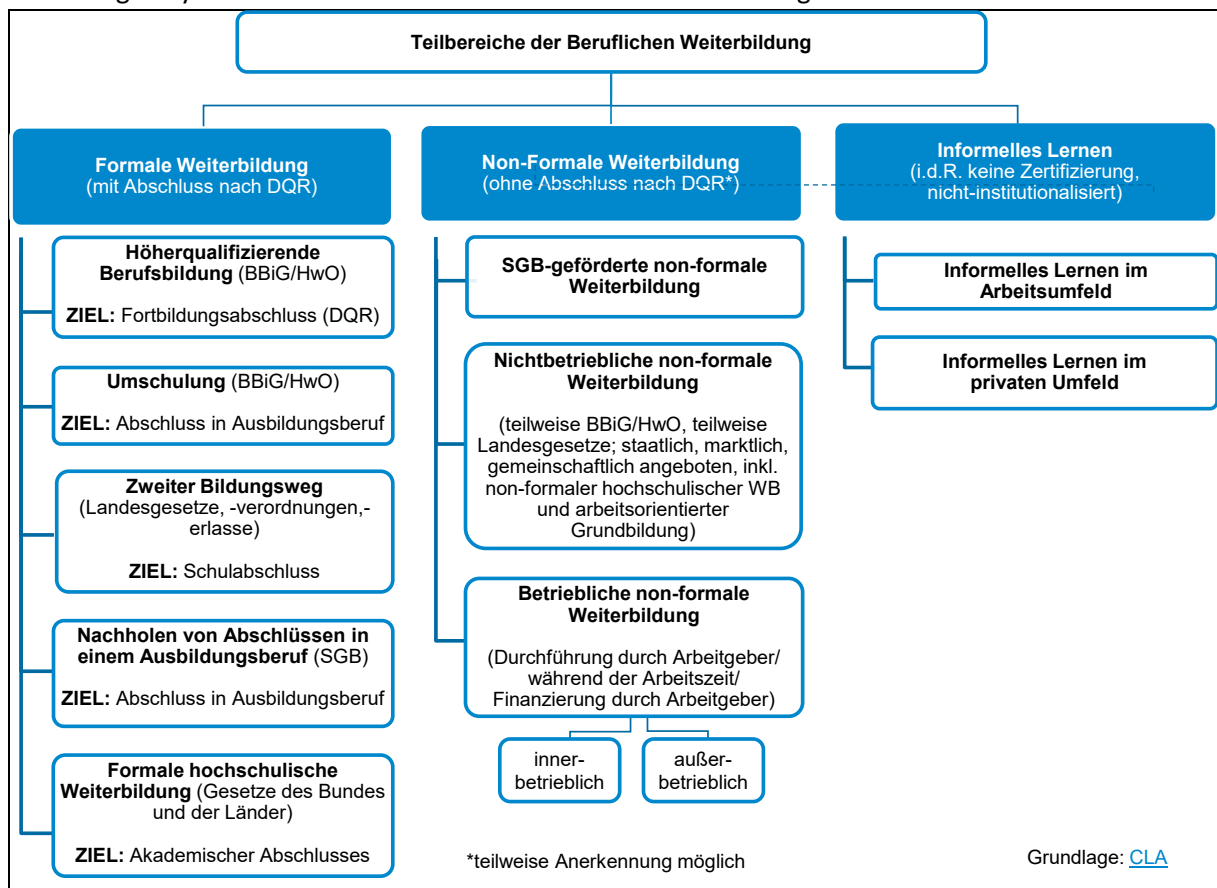 Teilbereiche der Beruflichen Weiterbildung
Formale Weiterbildung
(mit Abschluss nach DQR)
Höherqualifizierende
Berufsbildung (BBiG/HwO)
ZIEL: Fortbildungsabschluss (DQR)
Umschulung (BBiG/HwO)
ZIEL: Abschluss in Ausbildungsberuf
Zweiter Bildungsweg
(Landesgesetze, -verordnungen,-
erlasse)
ZIEL: Schulabschluss
Nachholen von Abschlüssen in
einem Ausbildungsberuf (SGB)
ZIEL: Abschluss in Ausbildungsberuf
Formale hochschulische
Weiterbildung (Gesetze des Bundes
und der Länder)
ZIEL: Akademischer Abschlusses
Non-Formale Weiterbildung
(ohne Abschluss nach DQR*)
SGB-geförderte non-formale
Weiterbildung
Nichtbetriebliche non-formale
Weiterbildung
(teilweise BBiG/HwO, teilweise
Landesgesetze; staatlich, marktlich,
gemeinschaftlich angeboten, inkl.
non-formaler hochschulischer WB
und arbeitsorientierter
Grundbildung)
Betriebliche non-formale
Weiterbildung
(Durchführung durch Arbeitgeber/
während der Arbeitszeit/
Finanzierung durch Arbeitgeber)
inner-
betrieblich
außer-
betrieblich
Informelles Lernen
(i.d.R. keine Zertifizierung,
nicht-institutionalisiert)
Informelles Lernen im
Arbeitsumfeld
Informelles Lernen im
privaten Umfeld
*teilweise Anerkennung möglich
Grundlage: CLA